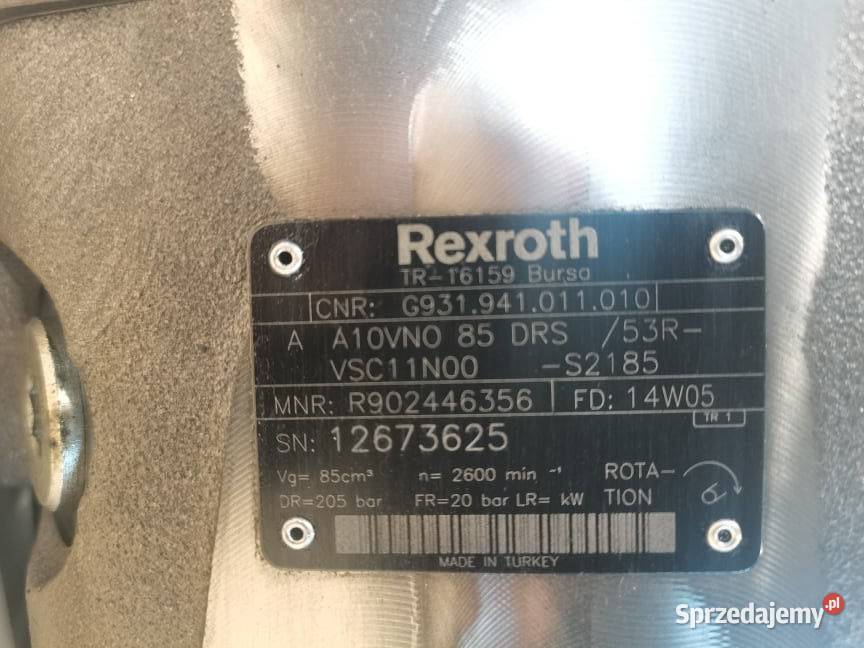 Rexroth
TR-16159 Bursa
CNR: G931.941.011.010
A A10VNO 85 DRS /53R-
VSC11N00 -S2185
MNR: R902446356 FD: 14W05
TR 1
SN: 12673625
Vg= 85cm³ n= 2600 min -1 ROTA-
DR=205 bar FR=20 bar LR= kW TION
MADE IN TURKEY
Sprzedajemy.pl